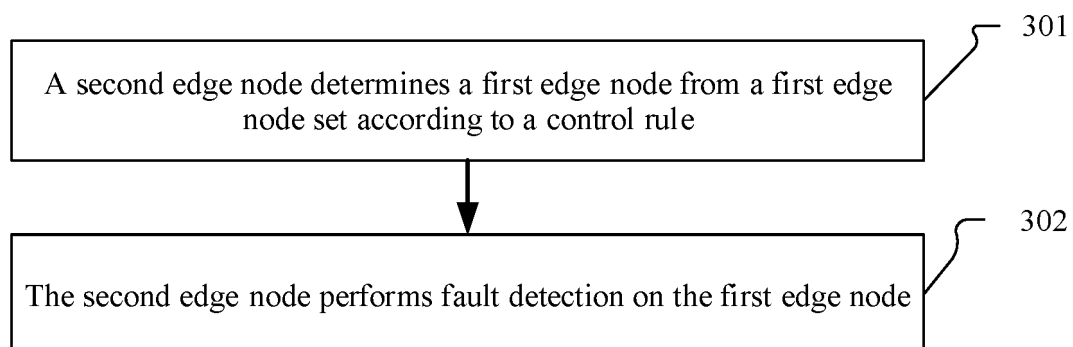 301
A second edge node determines a first edge node from a first edge
node set according to a control rule
302
The second edge node performs fault detection on the first edge node